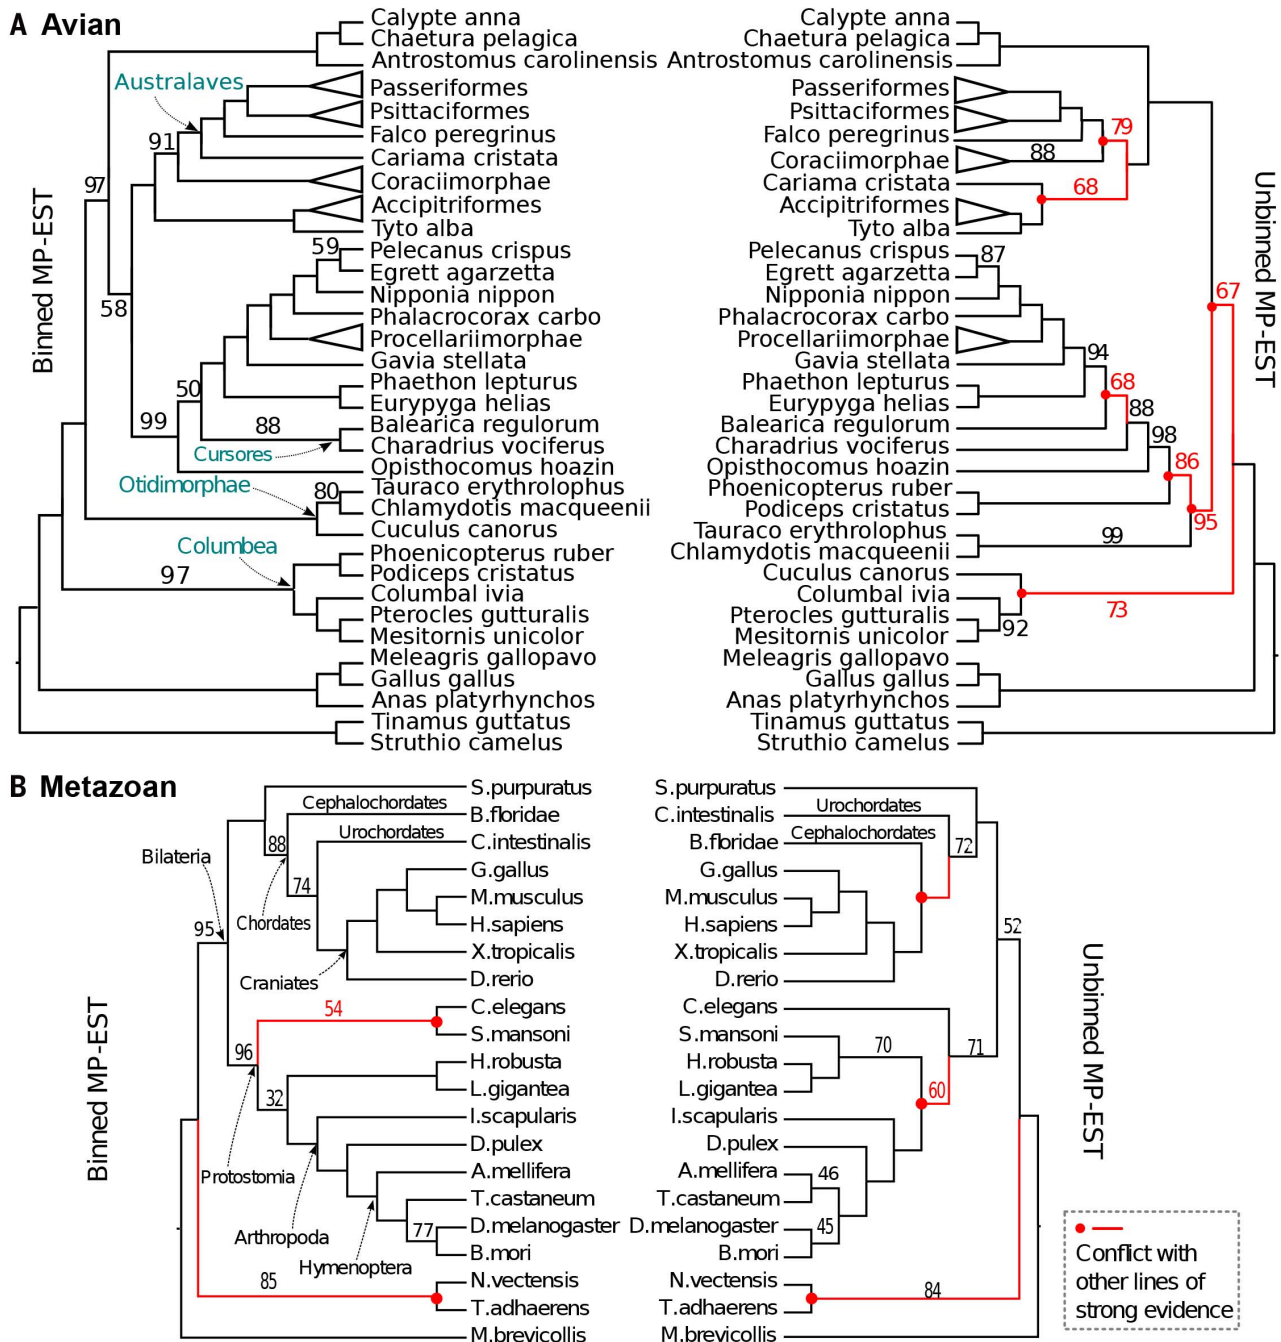 A Avian
Calypte anna
Chaetura pelagica
Antrostomus carolinensis
Australaves
Passeriformes
Psittaciformes
Falco peregrinus
91
Cariama cristata
Coraciimorphae
97
Accipitriformes
Tyto alba
Binned MP-EST
59
Pelecanus crispus
Egrett agarzetta
Nipponia nippon
58
Phalacrocorax carbo
Procellariimorphae
Gavia stellata
50
Phaethon lepturus
Eurypyga helias
99
88
Balearica regulorum
Cursores
Charadrius vociferus
Opisthocomus hoazin
Otidimorphae
80
Tauraco erythrolophus
Chlamydotis macqueenii
Cuculus canorus
Columbea
Phoenicopterus ruber
97
Podiceps cristatus
Columbal ivia
Pterocles gutturalis
Mesitornis unicolor
Meleagris gallopavo
Gallus gallus
Anas platyrhynchos
Tinamus guttatus
Struthio camelus
Calypte anna
Chaetura pelagica
Antrostomus carolinensis
Passeriformes
Psittaciformes
79
Falco peregrinus
Coraciimorphae
88
Cariama cristata
68
Accipitriformes
Tyto alba
Unbinned MP-EST
Pelecanus crispus
87
Egrett agarzetta
Nipponia nippon
67
Phalacrocorax carbo
Procellariimorphae
94
Gavia stellata
Phaethon lepturus
68
Eurypyga helias
88
Balearica regulorum
98
Charadrius vociferus
Opisthocomus hoazin
86
Phoenicopterus ruber
Podiceps cristatus
95
Tauraco erythrolophus
99
Chlamydotis macqueenii
Cuculus canorus
Columbal ivia
73
Pterocles gutturalis
92
Mesitornis unicolor
Meleagris gallopavo
Gallus gallus
Anas platyrhynchos
Tinamus guttatus
Struthio camelus
B Metazoan
S.purpuratus
Cephalochordates
B.floridae
Urochordates
C.intestinalis
88
Bilateria
G.gallus
74
M.musculus
Chordates
H.sapiens
95
X.tropicalis
Craniates
D.rerio
54
C.elegans
S.mansoni
Binned MP-EST
96
H.robusta
32
L.gigantea
I.scapularis
D.pulex
Protostomia
A.mellifera
T.castaneum
Arthropoda
77
D.melanogaster
Hymenoptera
B.mori
85
N.vectensis
T.adhaerens
M.brevicollis
S.purpuratus
Urochordates
C.intestinalis
Cephalochordates
B.floridae
72
G.gallus
M.musculus
H.sapiens
52
X.tropicalis
D.rerio
Unbinned MP-EST
C.elegans
S.mansoni
70
71
H.robusta
60
L.gigantea
I.scapularis
D.pulex
A.mellifera
46
T.castaneum
D.melanogaster
45
B.mori
N.vectensis
84
T.adhaerens
M.brevicollis
Conflict with
other lines of
strong evidence